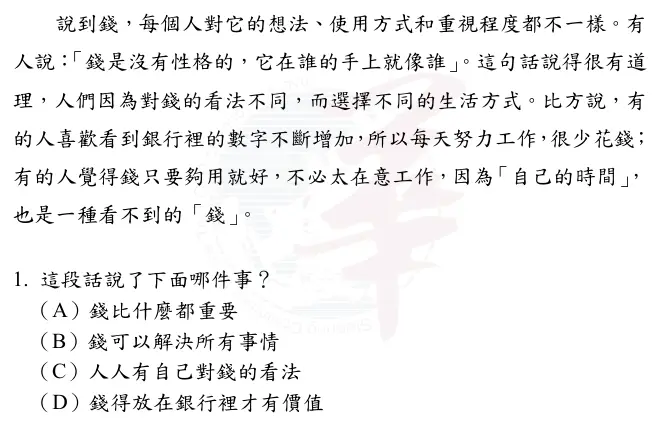 說到錢，每個人對它的想法、使用方式和重視程度都不一樣。有
人說：「錢是沒有性格的，它在誰的手上就像誰」。這句話說得很有道
理，人們因為對錢的看法不同，而選擇不同的生活方式。比方說，有
的人喜歡看到銀行裡的數字不斷增加，所以每天努力工作，很少花錢；
有的人覺得錢只要夠用就好，不必太在意工作，因為「自己的時間」，
也是一種看不到的「錢」。
1. 這段話說了下面哪件事？
（A）錢比什麼都重要
（B）錢可以解決所有事情
（C）人人有自己對錢的看法
（D）錢得放在銀行裡才有價值